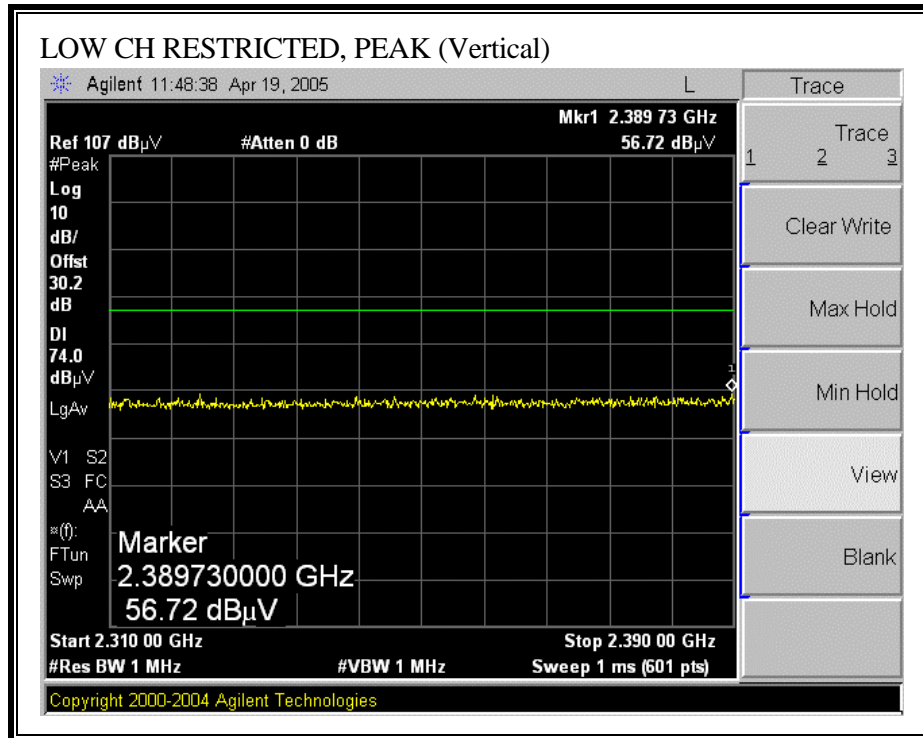 LOW CH RESTRICTED, PEAK (Vertical)
Agilent 11:48:38 Apr 19, 2005
L
Trace
Mkr1 2.389 73 GHz
Ref 107 dBµV
#Atten 0 dB
56.72 dBµV
#Peak
Log
10
dB/
Offst
30.2
dB
DI
74.0
dBµV
LgAv
V1 S2
S3 FC
AA
¤(f):
FTun
Swp
1
Marker
2.389730000 GHz
56.72 dBµV
Start 2.310 00 GHz
Stop 2.390 00 GHz
#Res BW 1 MHz
#VBW 1 MHz
Sweep 1 ms (601 pts)
Trace
1 2 3
Clear Write
Max Hold
Min Hold
View
Blank
Copyright 2000-2004 Agilent Technologies